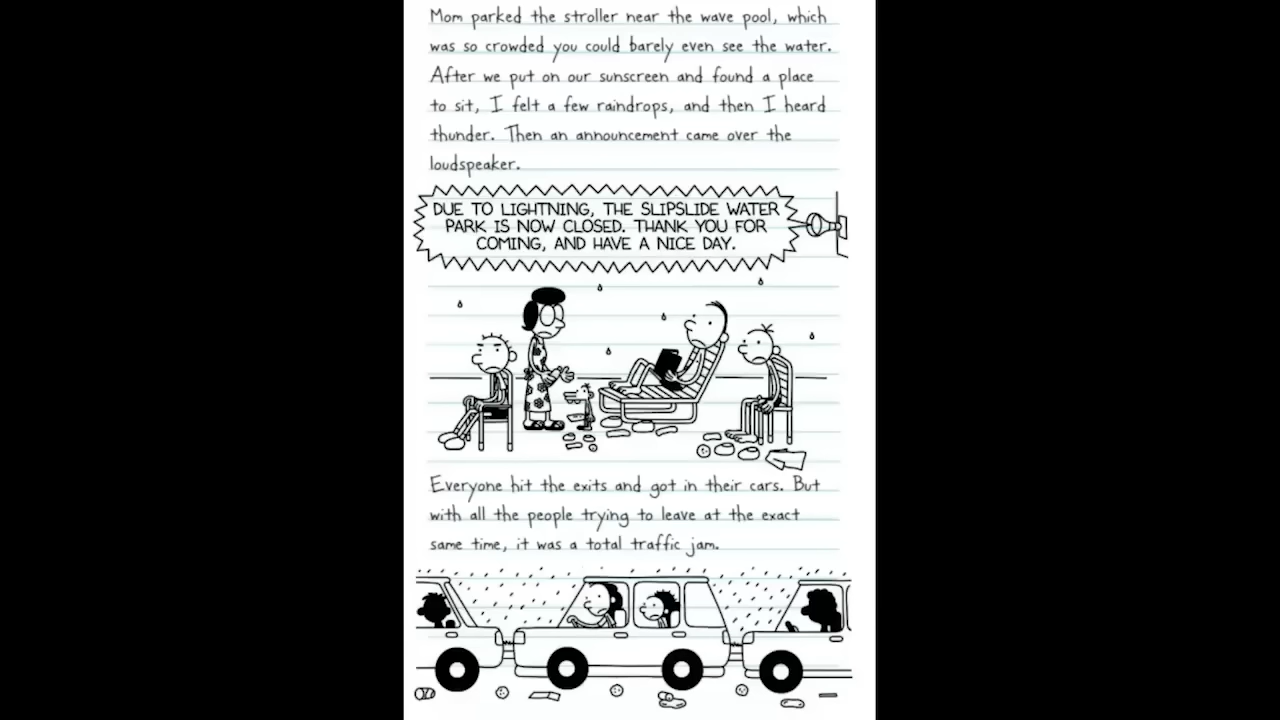 Mom parked the stroller near the wave pool, which
was so crowded you could barely even see the water.
After we put on our sunscreen and found a place
to sit, I felt a few raindrops, and then I heard
thunder. Then an announcement came over the
loudspeaker.
DUE TO LIGHTNING, THE SLIPSLIDE WATER
PARK IS NOW CLOSED. THANK YOU FOR
COMING, AND HAVE A NICE DAY.
Everyone hit the exits and got in their cars. But
with all the people trying to leave at the exact
same time, it was a total traffic jam.